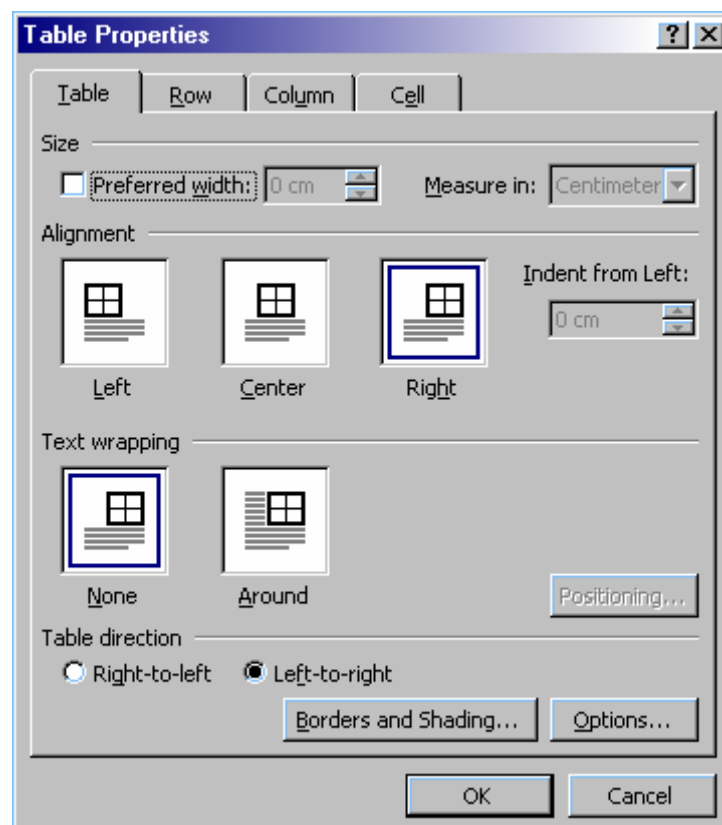 Table Properties
Table Row Column Cell
Size
Preferred width: 0 cm Measure in: Centimeter
Alignment
Indent from Left:
0 cm
Left Center Right
Text wrapping
None Around Positioning...
Table direction
Right-to-left Left-to-right
Borders and Shading... Options...
OK Cancel